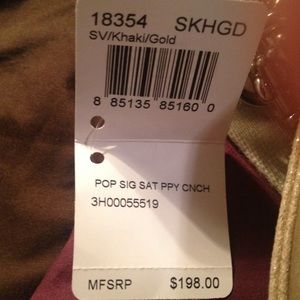 18354 SKHGD
SV/Khaki/Gold
8 85135 85160 0
POP SIG SAT PPY CNCH
3H00055519
MFSRP $198.00